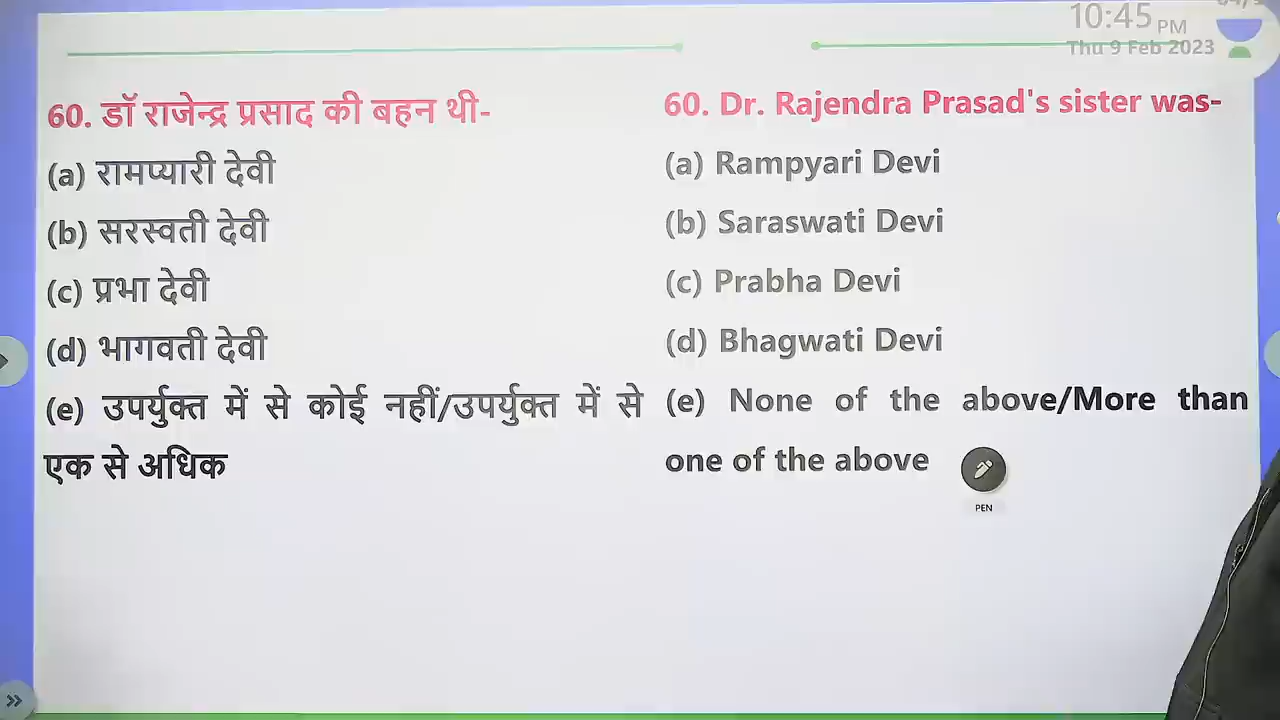 10:45 PM
Thu 9 Feb 2023
60. डॉ राजेन्द्र प्रसाद की बहन थी-
(a) रामप्यारी देवी
(b) सरस्वती देवी
(c) प्रभा देवी
(d) भागवती देवी
(e) उपर्युक्त में से कोई नहीं/उपर्युक्त में से
एक से अधिक
60. Dr. Rajendra Prasad's sister was-
(a) Rampyari Devi
(b) Saraswati Devi
(c) Prabha Devi
(d) Bhagwati Devi
(e) None of the above/More than
one of the above
PEN